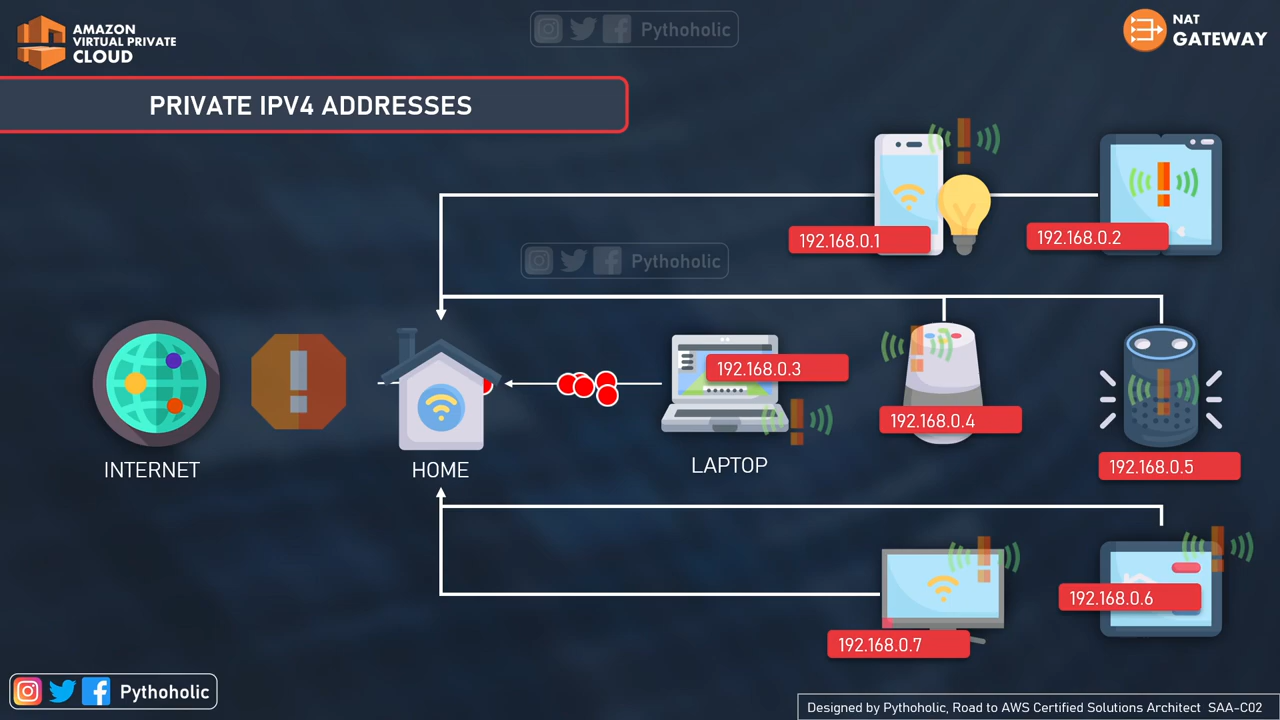 AMAZON
VIRTUAL PRIVATE
CLOUD
Pythoholic
NAT
GATEWAY
PRIVATE IPV4 ADDRESSES
192.168.0.1
192.168.0.2
Pythoholic
192.168.0.3
192.168.0.4
192.168.0.5
INTERNET
HOME
LAPTOP
192.168.0.6
192.168.0.7
Pythoholic
Designed by Pythoholic, Road to AWS Certified Solutions Architect SAA-C02